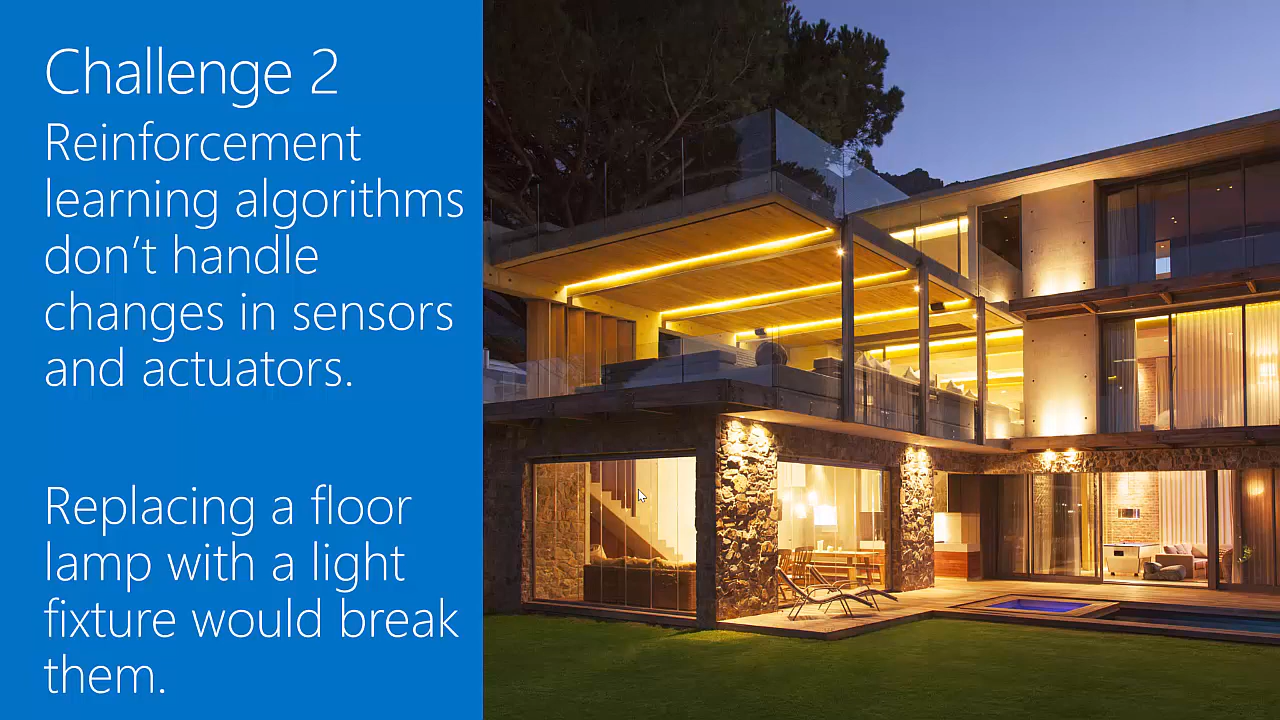 Challenge 2
Reinforcement
learning algorithms
don’t handle
changes in sensors
and actuators.
Replacing a floor
lamp with a light
fixture would break
them.